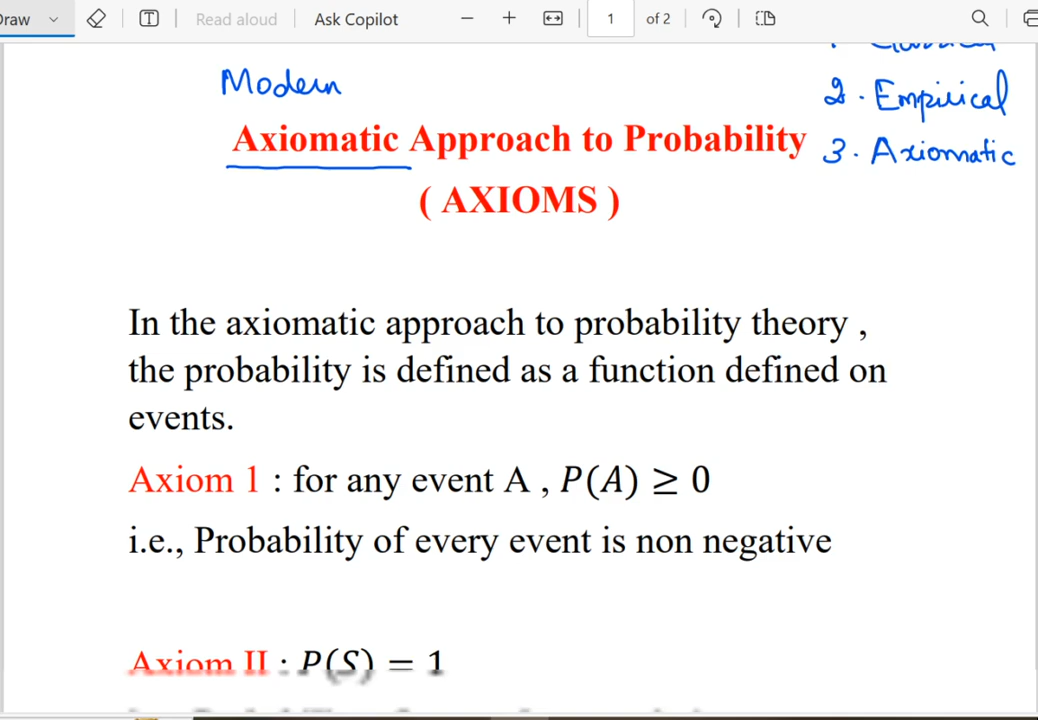 Draw Read aloud Ask Copilot 1 of 2
Modern
2. Empirical
Axiomatic Approach to Probability
3. Axiomatic
( AXIOMS )
In the axiomatic approach to probability theory ,
the probability is defined as a function defined on
events.
Axiom 1 : for any event A , P(A) ≥ 0
i.e., Probability of every event is non negative
Axiom II : P(S) = 1